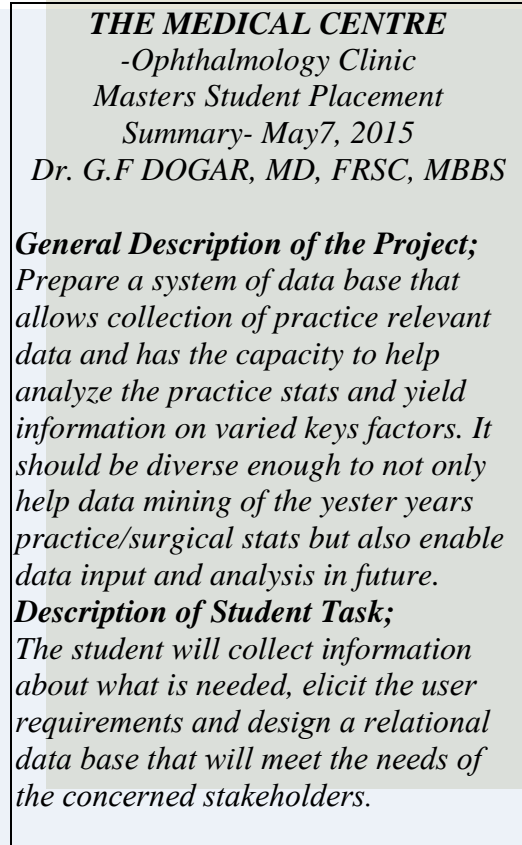 THE MEDICAL CENTRE
-Ophthalmology Clinic
Masters Student Placement
Summary- May7, 2015
Dr. G.F DOGAR, MD, FRSC, MBBS
General Description of the Project;
Prepare a system of data base that
allows collection of practice relevant
data and has the capacity to help
analyze the practice stats and yield
information on varied keys factors. It
should be diverse enough to not only
help data mining of the yester years
practice/surgical stats but also enable
data input and analysis in future.
Description of Student Task;
The student will collect information
about what is needed, elicit the user
requirements and design a relational
data base that will meet the needs of
the concerned stakeholders.